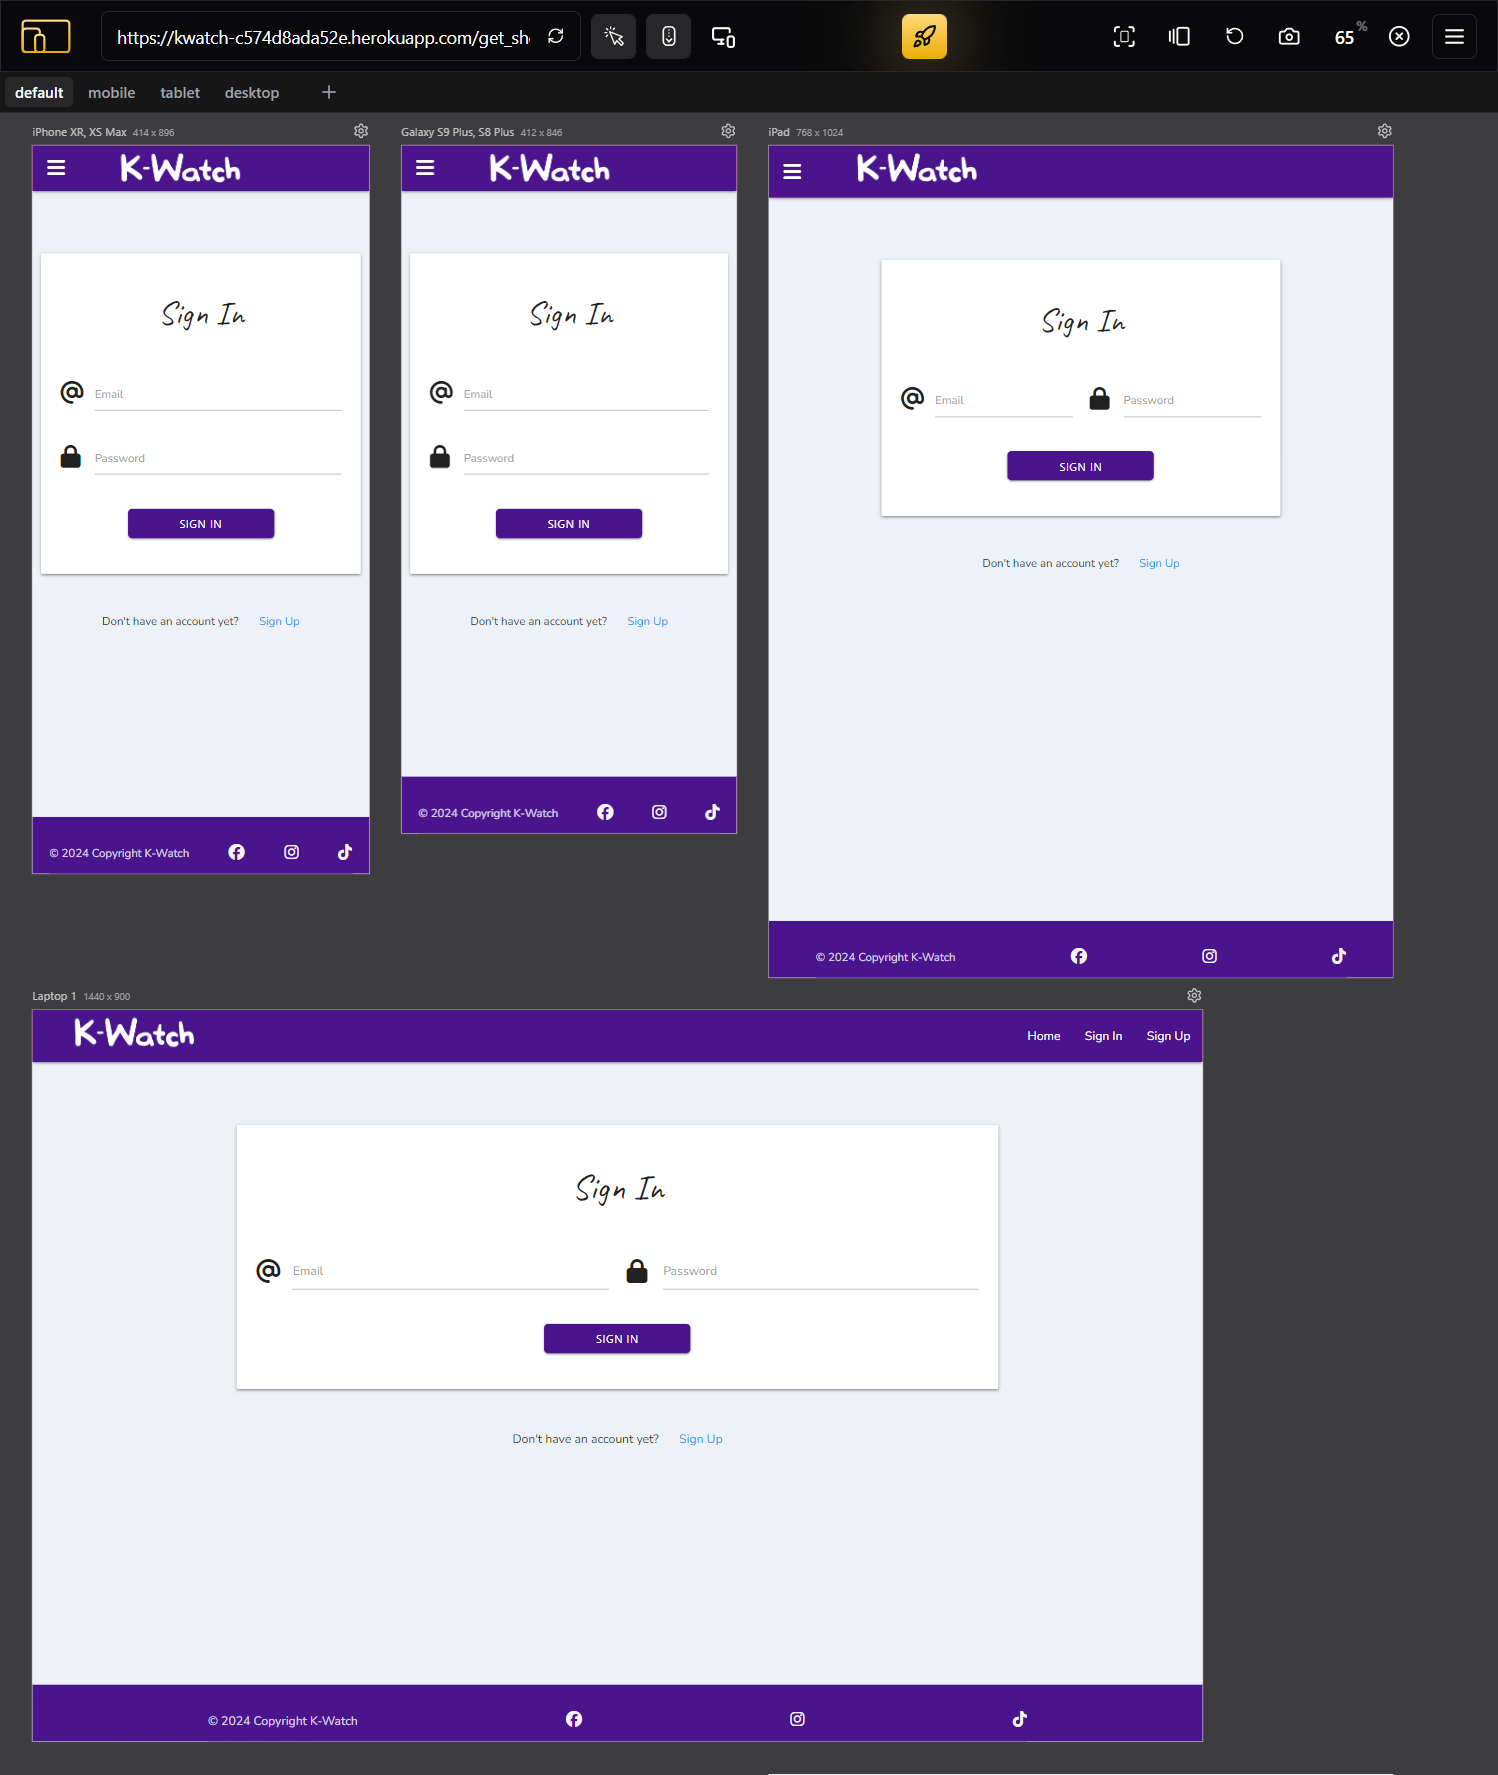 https://kwatch-c574d8ada52e.herokuapp.com/get_sh
65 %
default mobile tablet desktop
iPhone XR, XS Max 414 x 896
K-Watch
Sign In
Email
Password
SIGN IN
Don't have an account yet? Sign Up
© 2024 Copyright K-Watch
Galaxy S9 Plus, S8 Plus 412 x 846
K-Watch
Sign In
Email
Password
SIGN IN
Don't have an account yet? Sign Up
© 2024 Copyright K-Watch
iPad 768 x 1024
K-Watch
Sign In
Email Password
SIGN IN
Don't have an account yet? Sign Up
© 2024 Copyright K-Watch
Laptop 1 1440 x 900
K-Watch Home Sign In Sign Up
Sign In
Email Password
SIGN IN
Don't have an account yet? Sign Up
© 2024 Copyright K-Watch